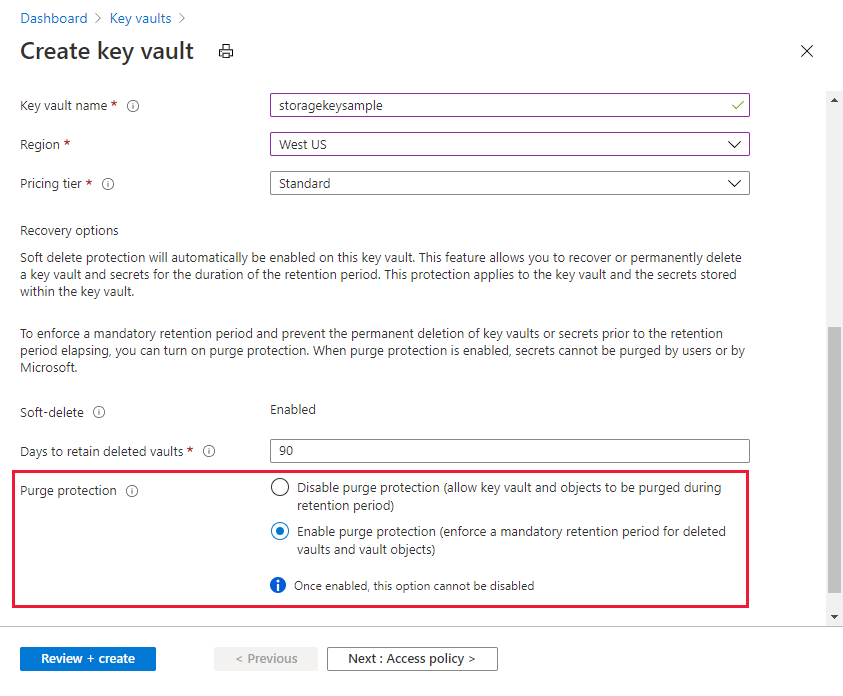 Dashboard > Key vaults >
Create key vault
Key vault name *
storagekeysample
Region *
West US
Pricing tier *
Standard
Recovery options
Soft delete protection will automatically be enabled on this key vault. This feature allows you to recover or permanently delete
a key vault and secrets for the duration of the retention period. This protection applies to the key vault and the secrets stored
within the key vault.
To enforce a mandatory retention period and prevent the permanent deletion of key vaults or secrets prior to the retention
period elapsing, you can turn on purge protection. When purge protection is enabled, secrets cannot be purged by users or by
Microsoft.
Soft-delete
Enabled
Days to retain deleted vaults *
90
Purge protection
Disable purge protection (allow key vault and objects to be purged during
retention period)
Enable purge protection (enforce a mandatory retention period for deleted
vaults and vault objects)
Once enabled, this option cannot be disabled
Review + create
< Previous
Next : Access policy >